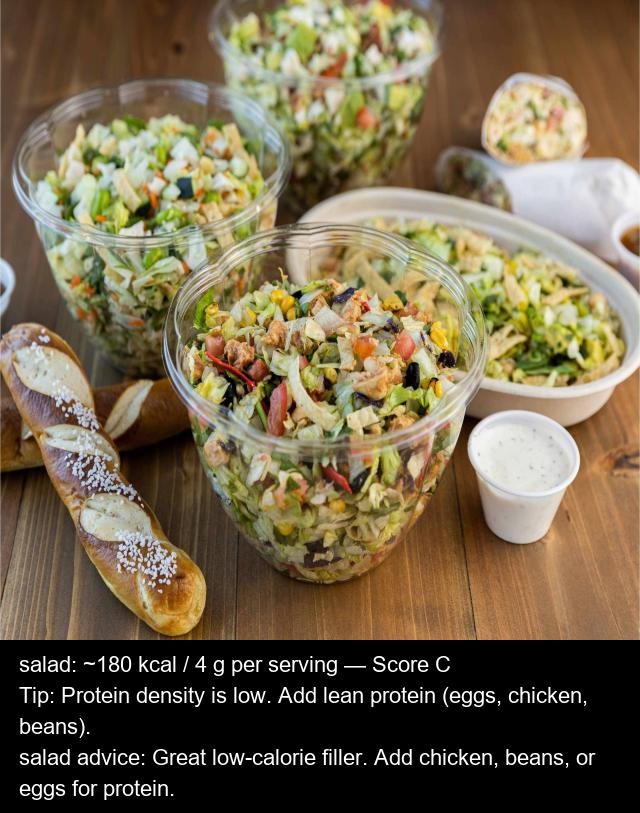 salad: ~180 kcal / 4 g per serving — Score C
Tip: Protein density is low. Add lean protein (eggs, chicken,
beans).
salad advice: Great low-calorie filler. Add chicken, beans, or
eggs for protein.